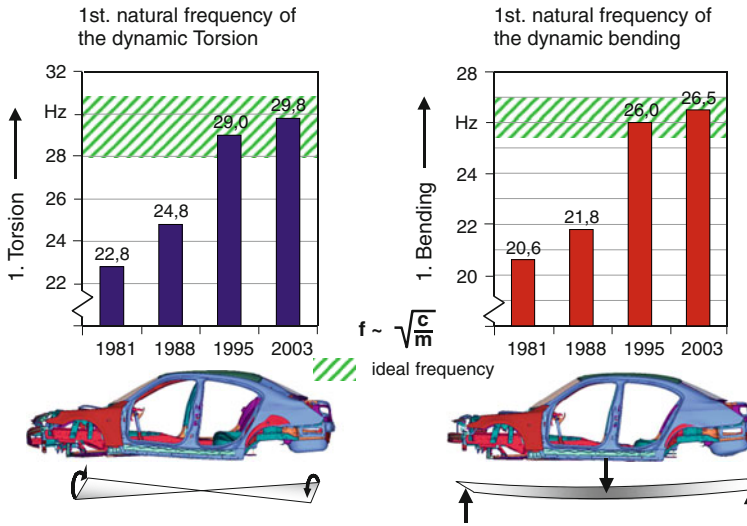 1st. natural frequency of
the dynamic Torsion
32
Hz
28
26
24
22
1. Torsion
22,8
24,8
29,0
29,8
1981 1988 1995 2003
1st. natural frequency of
the dynamic bending
28
Hz
24
22
20
1. Bending
20,6
21,8
26,0
26,5
1981 1988 1995 2003
f ~ √c/m
ideal frequency